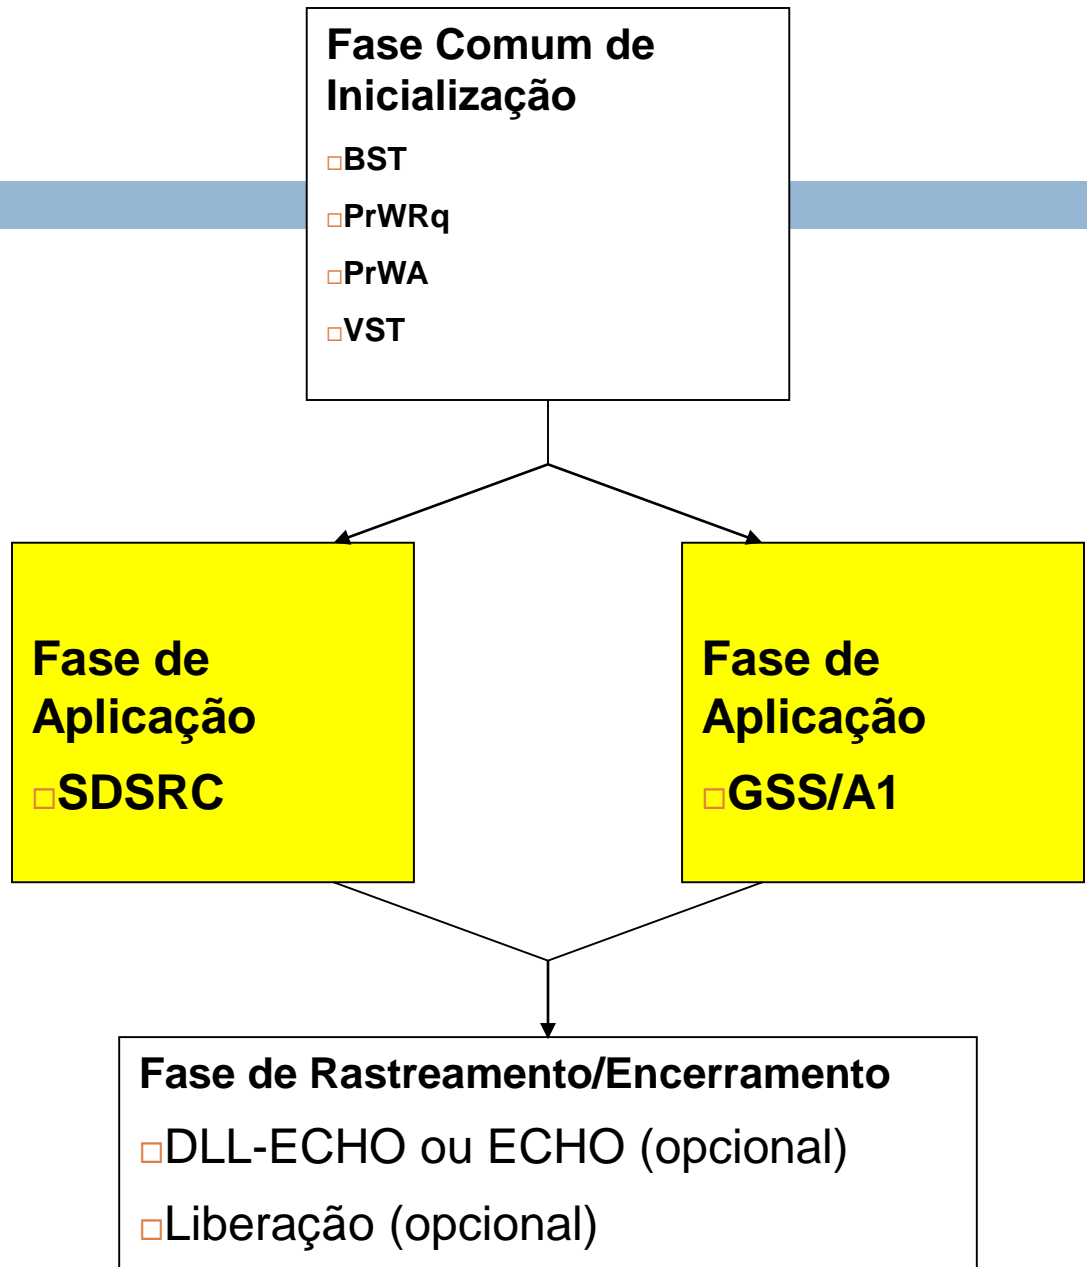 Fase Comum de
Inicialização
□BST
□PrWRq
□PrWA
□VST
Fase de
Aplicação
□SDSRC
Fase de
Aplicação
□GSS/A1
Fase de Rastreamento/Encerramento
□DLL-ECHO ou ECHO (opcional)
□Liberação (opcional)